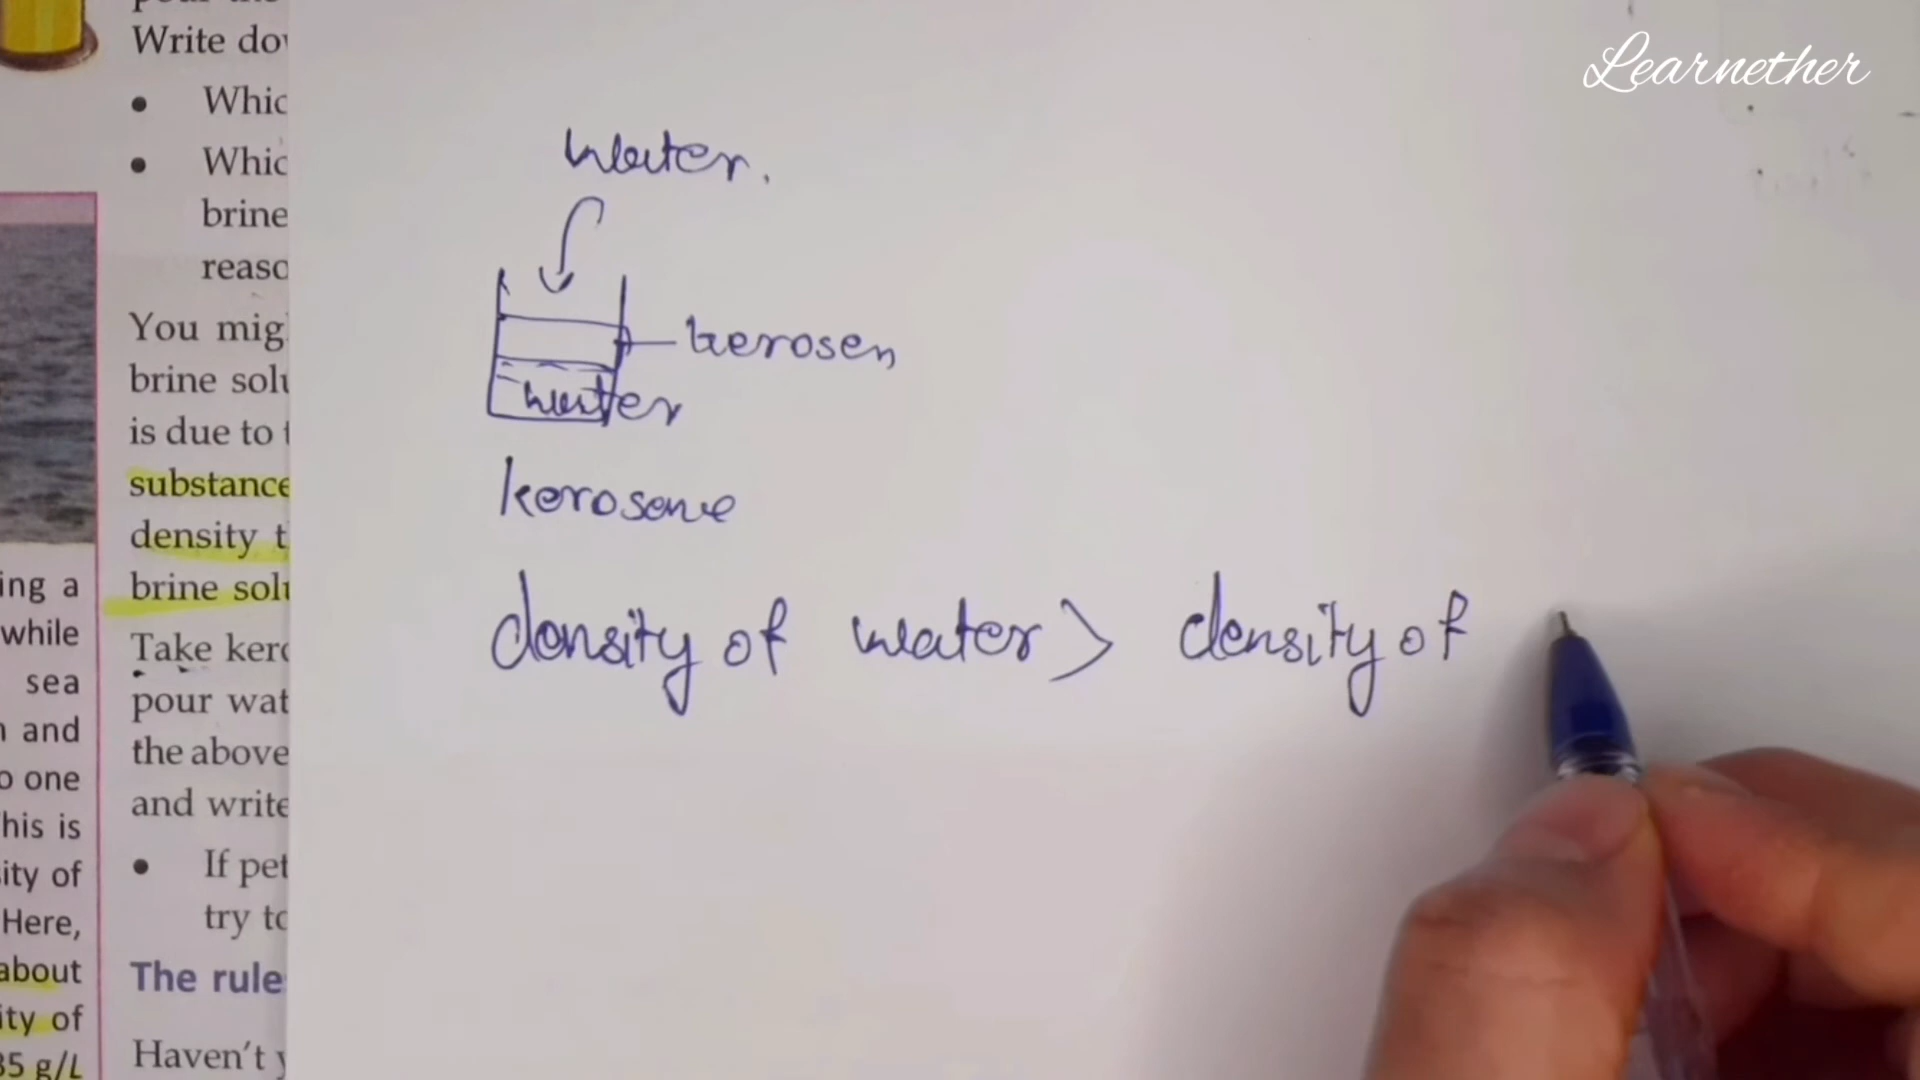 Learnether
Write dov
Whic
Whic
brine
reaso
You mig
brine solu
is due to t
substance
density t
brine solu
Take kero
pour wat
the above
and write
If pet
try to
The rule
Haven't y
ing a
while
sea
and
o one
his is
ity of
Here,
about
ity of
35 g/L
water.
kerosen
water
kerosene
density of water > density of